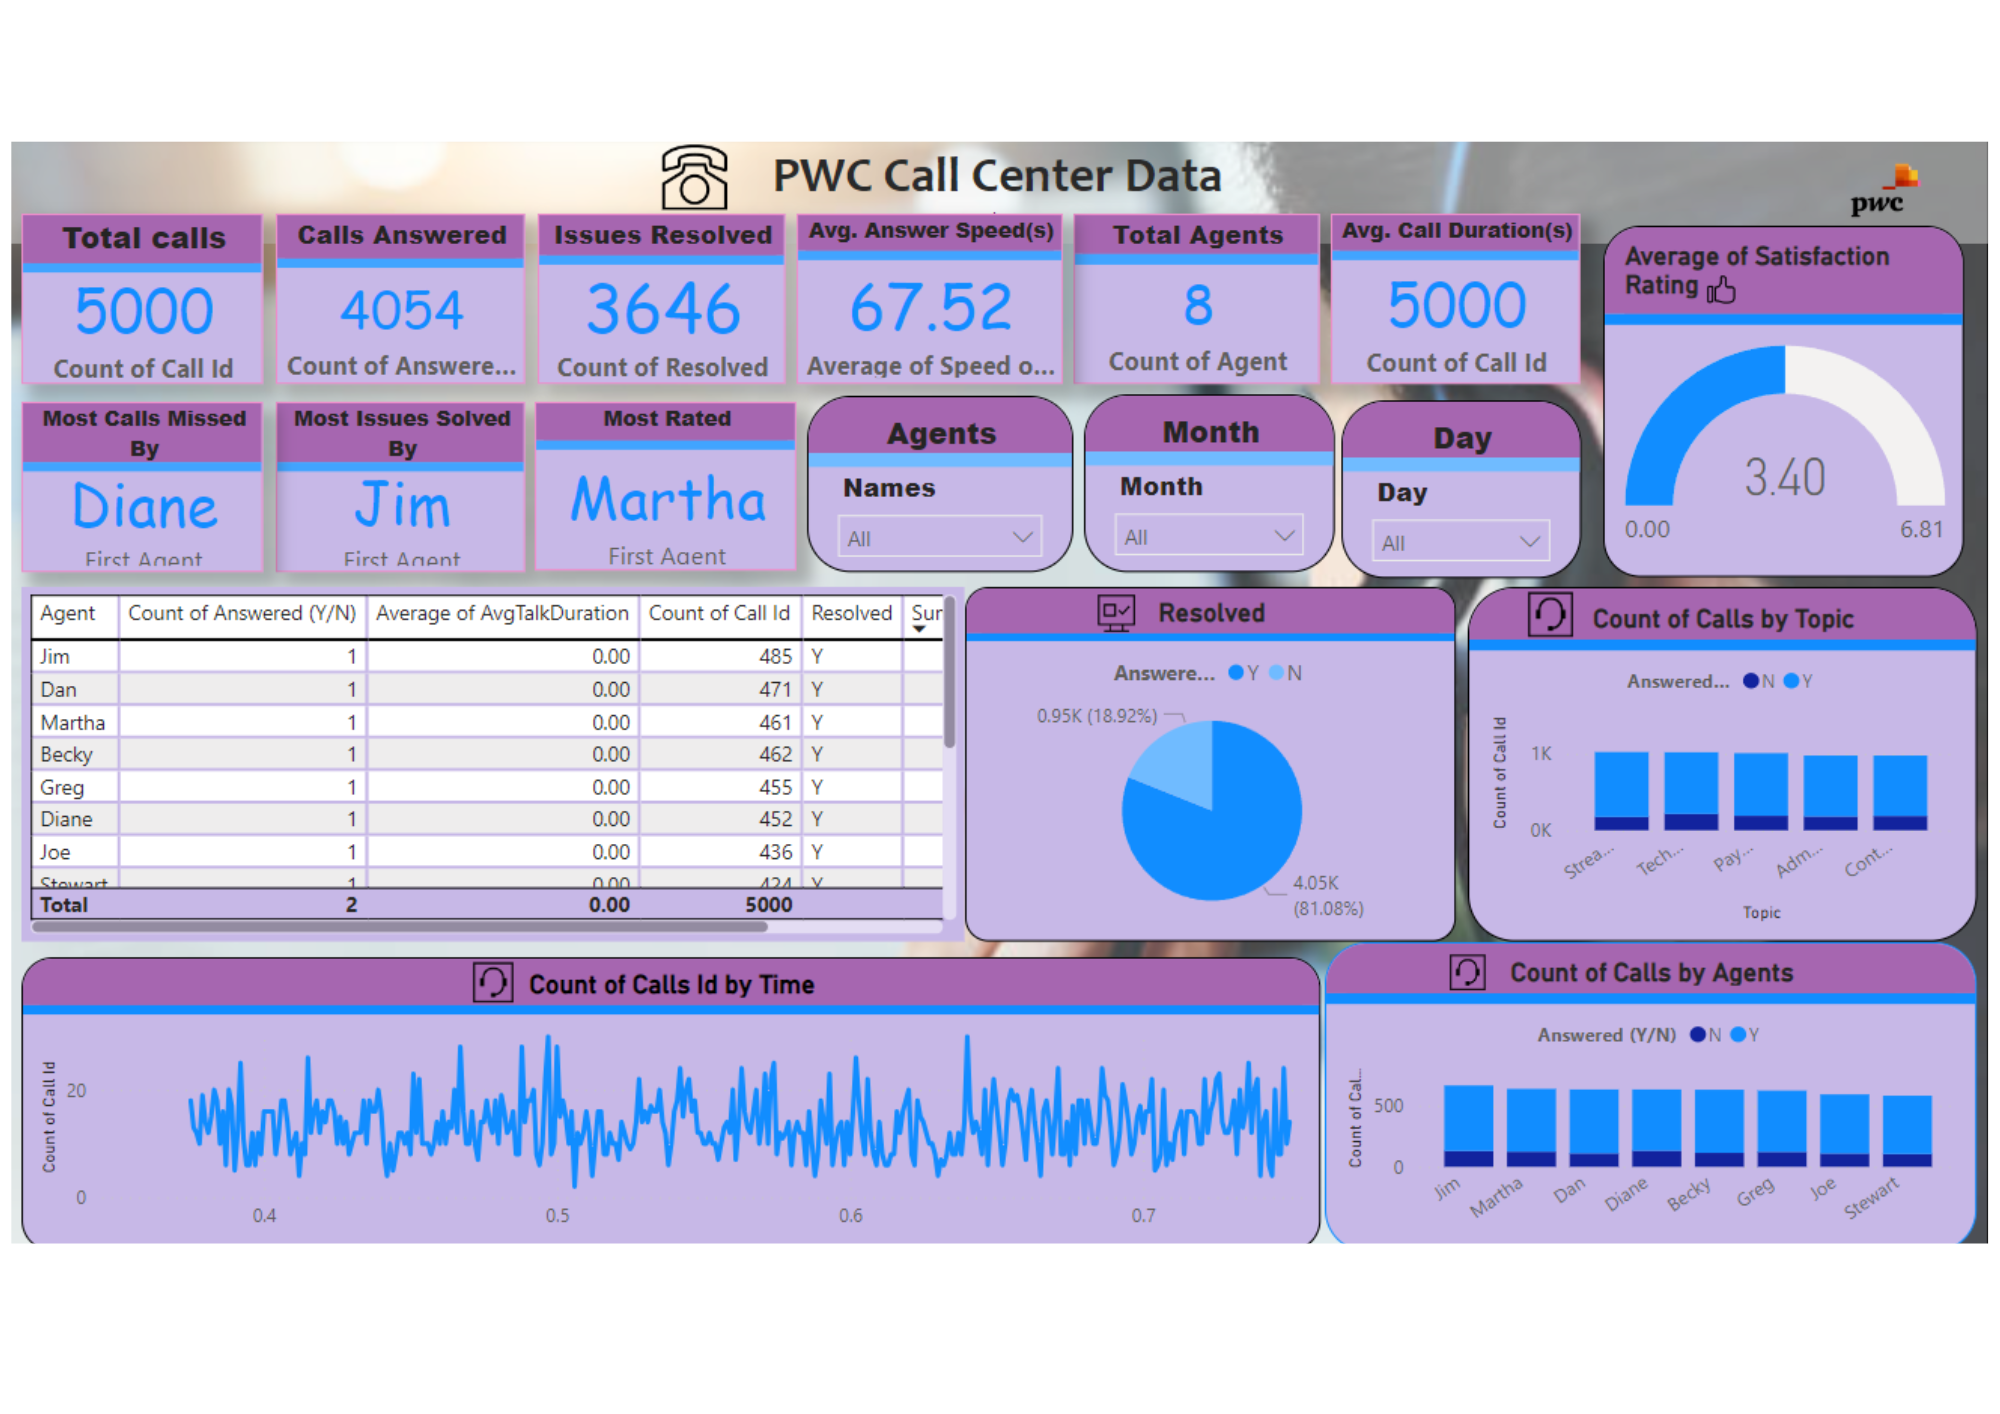 PWC Call Center Data
pwc
Total calls
5000
Count of Call Id
Calls Answered
4054
Count of Answere...
Issues Resolved
3646
Count of Resolved
Avg. Answer Speed(s)
67.52
Average of Speed o...
Total Agents
8
Count of Agent
Avg. Call Duration(s)
5000
Count of Call Id
Average of Satisfaction
Rating
3.40
0.00
6.81
Most Calls Missed
By
Diane
First Agent
Most Issues Solved
By
Jim
First Agent
Most Rated
Martha
First Agent
Agents
Names
All
Month
Month
All
Day
Day
All
Agent Count of Answered (Y/N) Average of AvgTalkDuration Count of Call Id Resolved Sur
Jim 1 0.00 485 Y
Dan 1 0.00 471 Y
Martha 1 0.00 461 Y
Becky 1 0.00 462 Y
Greg 1 0.00 455 Y
Diane 1 0.00 452 Y
Joe 1 0.00 436 Y
Stewart 1 0.00 424 Y
Total 2 0.00 5000
Resolved
Answere... Y N
0.95K (18.92%)
4.05K
(81.08%)
Count of Calls by Topic
Answered... N Y
Count of Call Id
1K
0K
Strea... Tech... Pay... Adm... Cont...
Topic
Count of Calls Id by Time
Count of Call Id
20
0
0.4 0.5 0.6 0.7
Count of Calls by Agents
Answered (Y/N) N Y
Count of Cal...
500
0
Jim Martha Dan Diane Becky Greg Joe Stewart